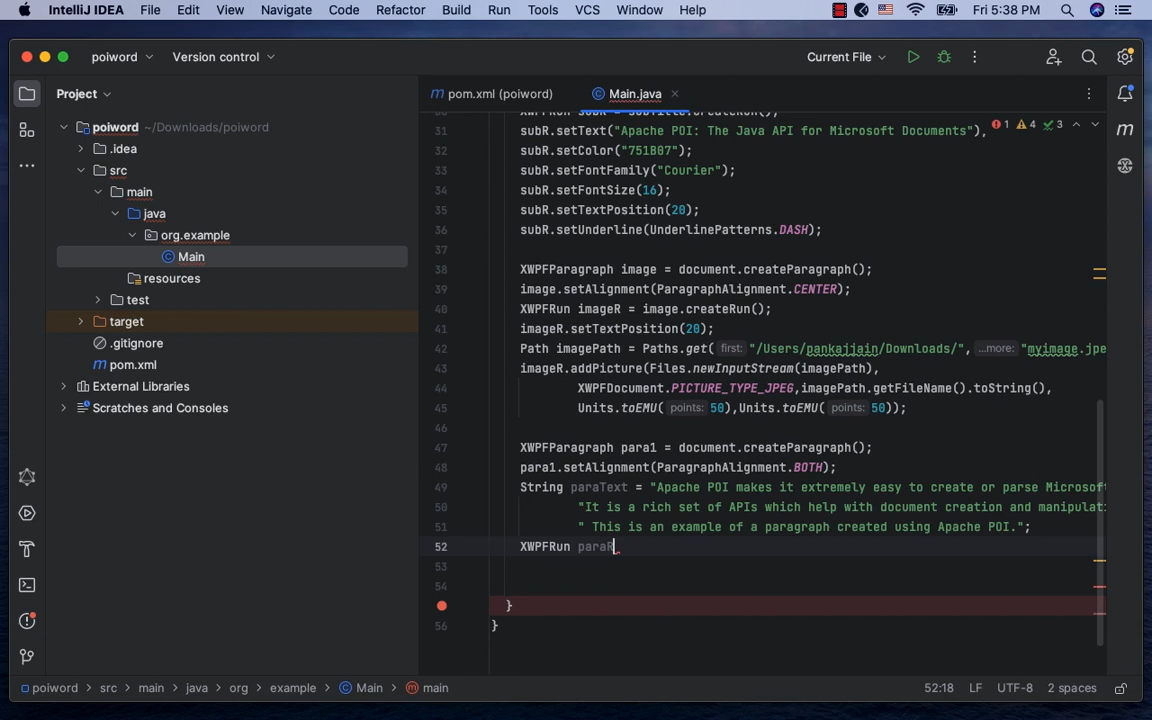 IntelliJ IDEA File Edit View Navigate Code Refactor Build Run Tools VCS Window Help Fri 5:38 PM
poiword Version control Current File
Project
pom.xml (poiword) Main.java
poiword ~/Downloads/poiword
.idea
src
main
java
org.example
Main
resources
test
target
.gitignore
pom.xml
External Libraries
Scratches and Consoles
1 4 3
31 subR.setText("Apache POI: The Java API for Microsoft Documents"),
32 subR.setColor("751B07");
33 subR.setFontFamily("Courier");
34 subR.setFontSize(16);
35 subR.setTextPosition(20);
36 subR.setUnderline(UnderlinePatterns.DASH);
37
38 XWPFParagraph image = document.createParagraph();
39 image.setAlignment(ParagraphAlignment.CENTER);
40 XWPFRun imageR = image.createRun();
41 imageR.setTextPosition(20);
42 Path imagePath = Paths.get( first: "/Users/pankajjain/Downloads/", ...more: "myimage.jpe
43 imageR.addPicture(Files.newInputStream(imagePath),
44 XWPFDocument.PICTURE_TYPE_JPEG,imagePath.getFileName().toString(),
45 Units.toEMU( points: 50),Units.toEMU( points: 50));
46
47 XWPFParagraph para1 = document.createParagraph();
48 para1.setAlignment(ParagraphAlignment.BOTH);
49 String paraText = "Apache POI makes it extremely easy to create or parse Microsoft
50 "It is a rich set of APIs which help with document creation and manipulati
51 " This is an example of a paragraph created using Apache POI.";
52 XWPFRun paraR
53
54
}
56 }
poiword src main java org example Main main 52:18 LF UTF-8 2 spaces